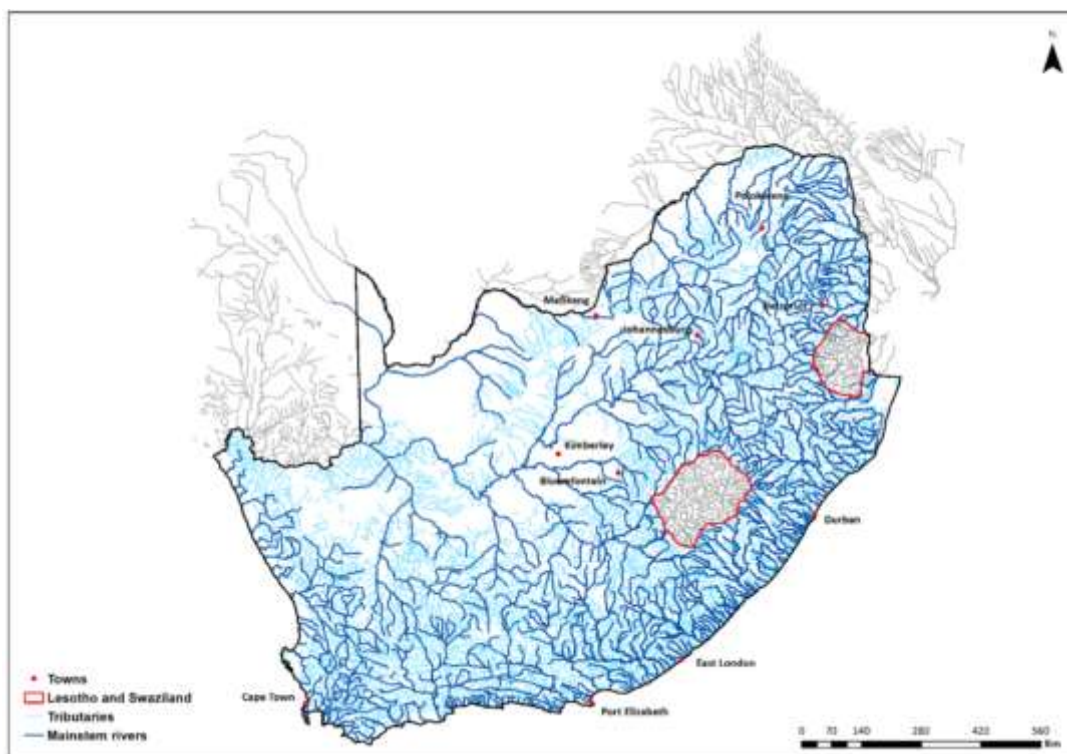 N
Polokwane
Mafikeng
Nelspruit
Johannesburg
Kimberley
Bloemfontein
Durban
East London
Cape Town
Port Elizabeth
Towns
Lesotho and Swaziland
Tributaries
Mainstem rivers
0 70 140 280 420 560
Km